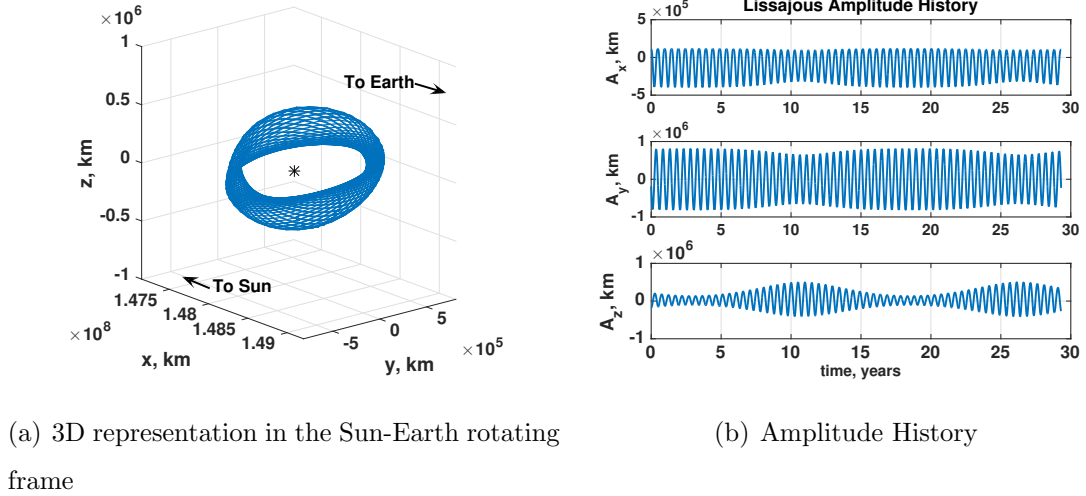 ×10^6
1
0.5
0
-0.5
-1
z, km
To Earth
To Sun
1.475
1.48
1.485
1.49
×10^8
x, km
-5
0
5
×10^5
y, km
Lissajous Amplitude History
×10^5
5
0
-5
A_x, km
0 5 10 15 20 25 30
×10^6
1
0
-1
A_y, km
0 5 10 15 20 25 30
×10^6
1
0
-1
A_z, km
0 5 10 15 20 25 30
time, years
(a) 3D representation in the Sun-Earth rotating
frame
(b) Amplitude History